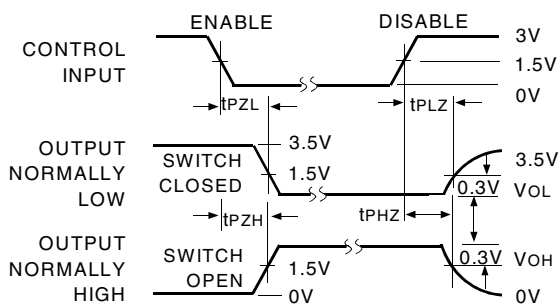 ENABLE DISABLE
CONTROL INPUT
3V
1.5V
0V
tPZL tPLZ
OUTPUT NORMALLY LOW
SWITCH CLOSED
3.5V
1.5V
3.5V
0.3V VOL
tPZH tPHZ
OUTPUT NORMALLY HIGH
SWITCH OPEN
1.5V
0V
0.3V VOH
0V